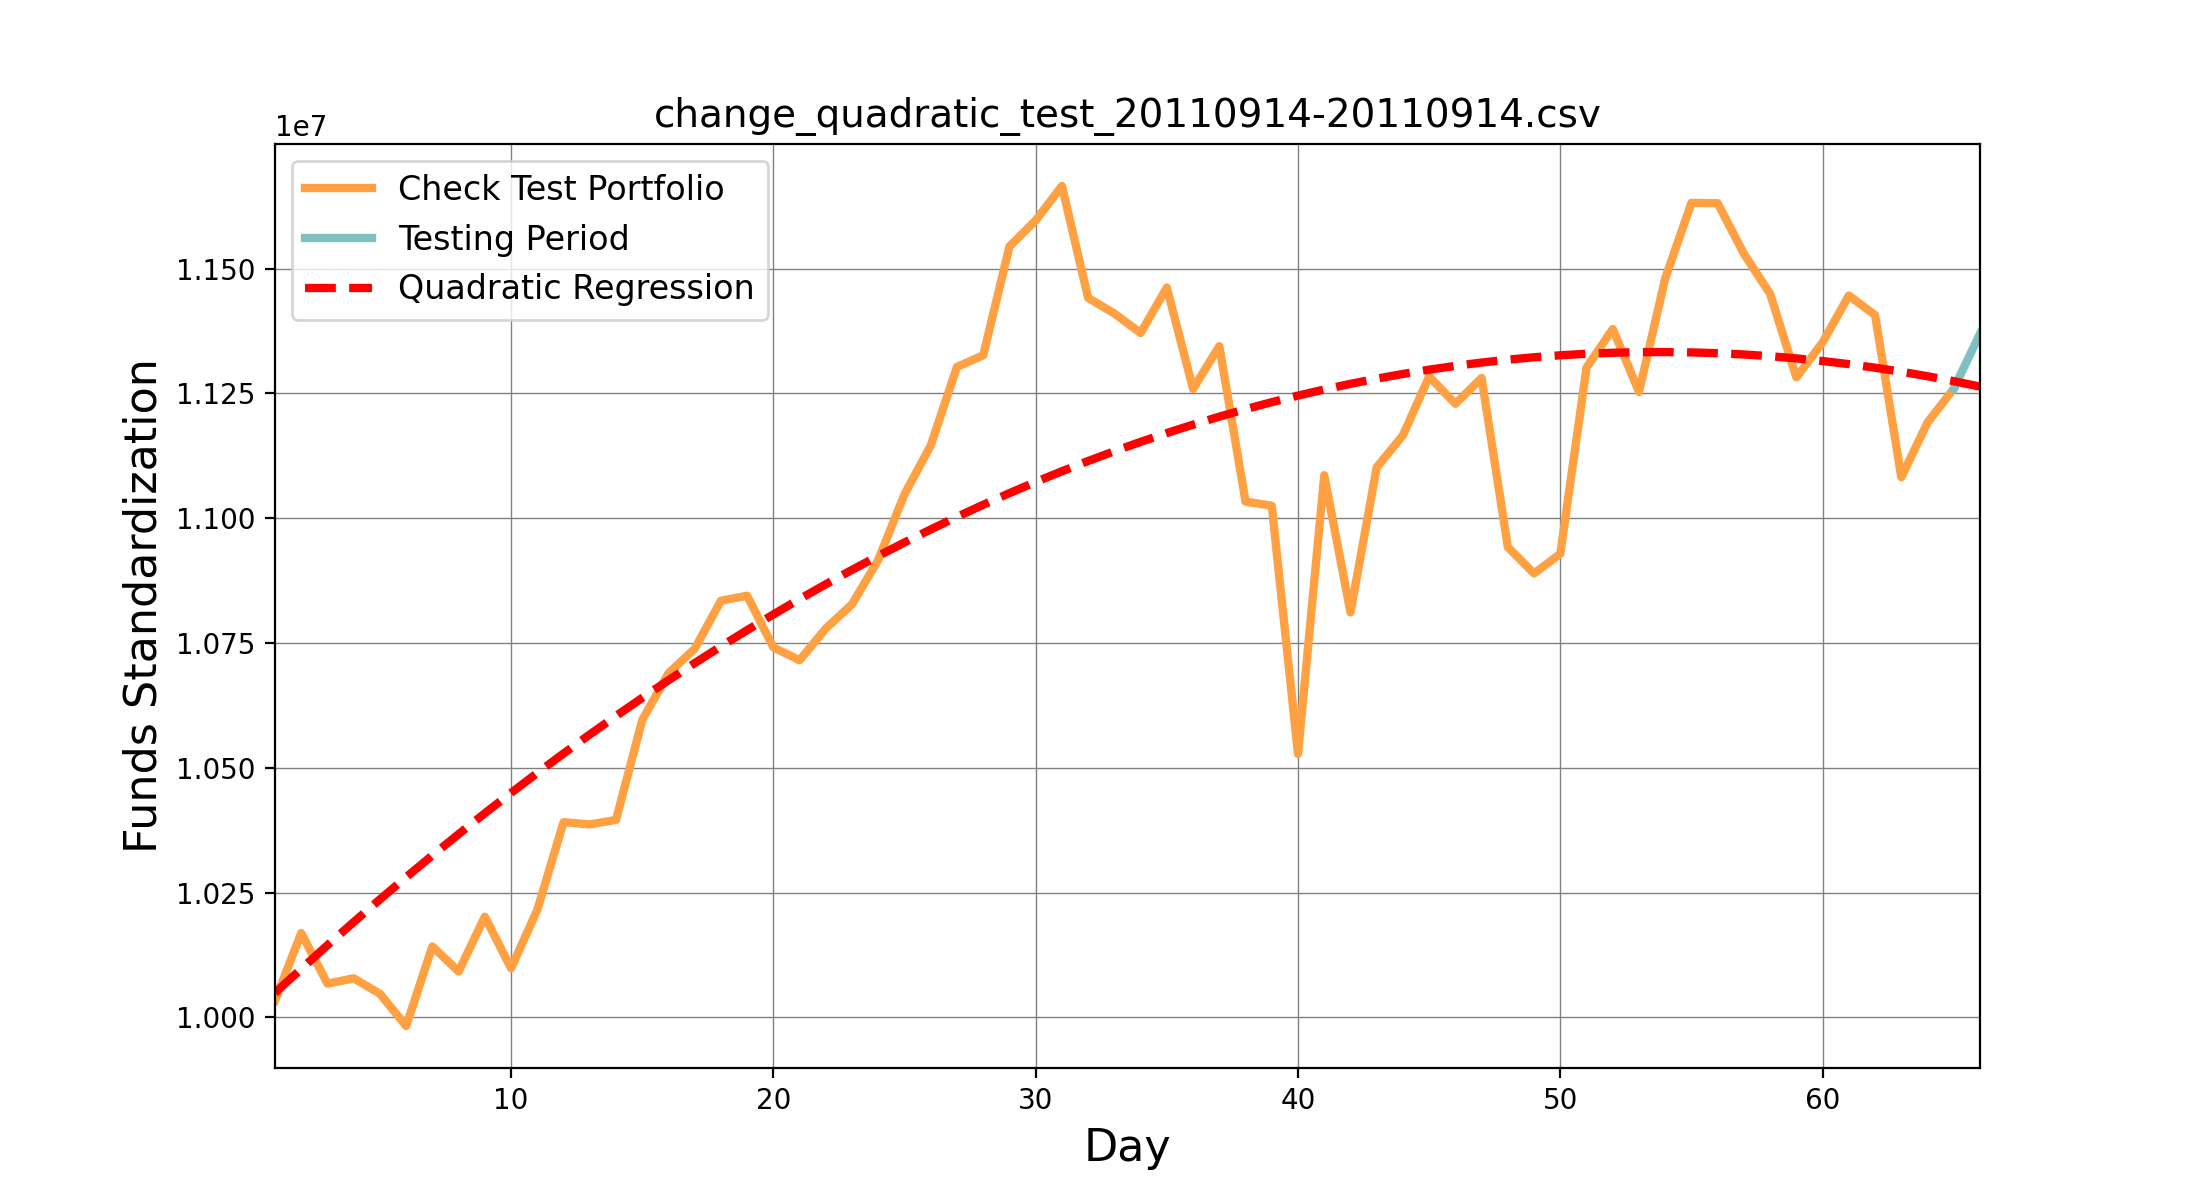 change_quadratic_test_20110914-20110914.csv
1e7
Check Test Portfolio
Testing Period
Quadratic Regression
1.150
1.125
1.100
1.075
1.050
1.025
1.000
Funds Standardization
10 20 30 40 50 60
Day